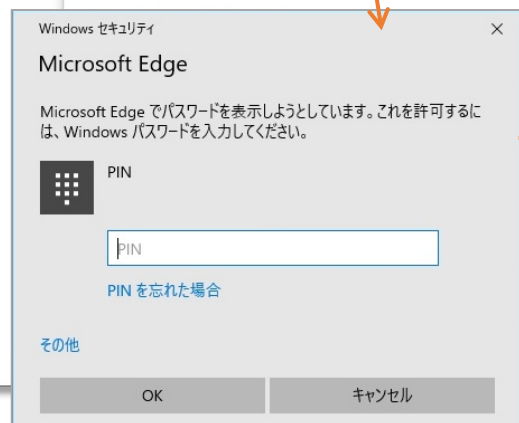 Windows セキュリティ
Microsoft Edge
Microsoft Edge でパスワードを表示しようとしています。これを許可するに
は、Windows パスワードを入力してください。
PIN
PIN
PIN を忘れた場合
その他
OK
キャンセル